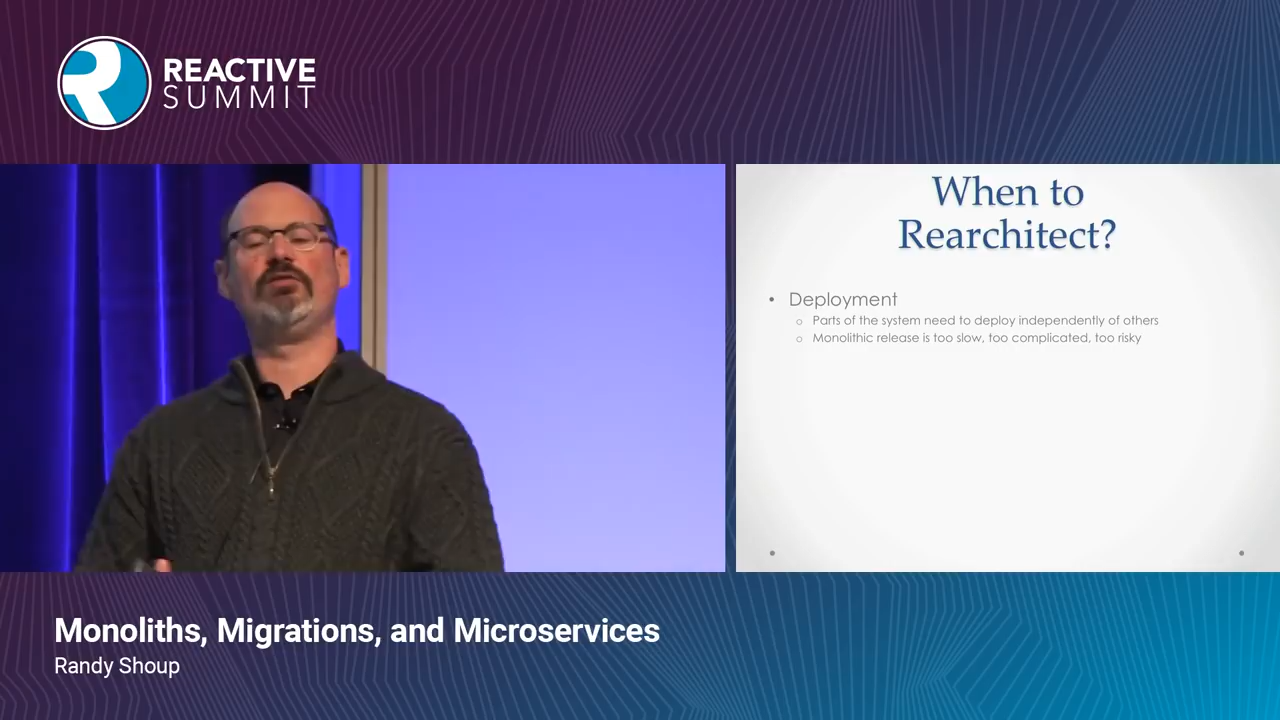 REACTIVE
SUMMIT
When to
Rearchitect?
• Deployment
○ Parts of the system need to deploy independently of others
○ Monolithic release is too slow, too complicated, too risky
Monoliths, Migrations, and Microservices
Randy Shoup